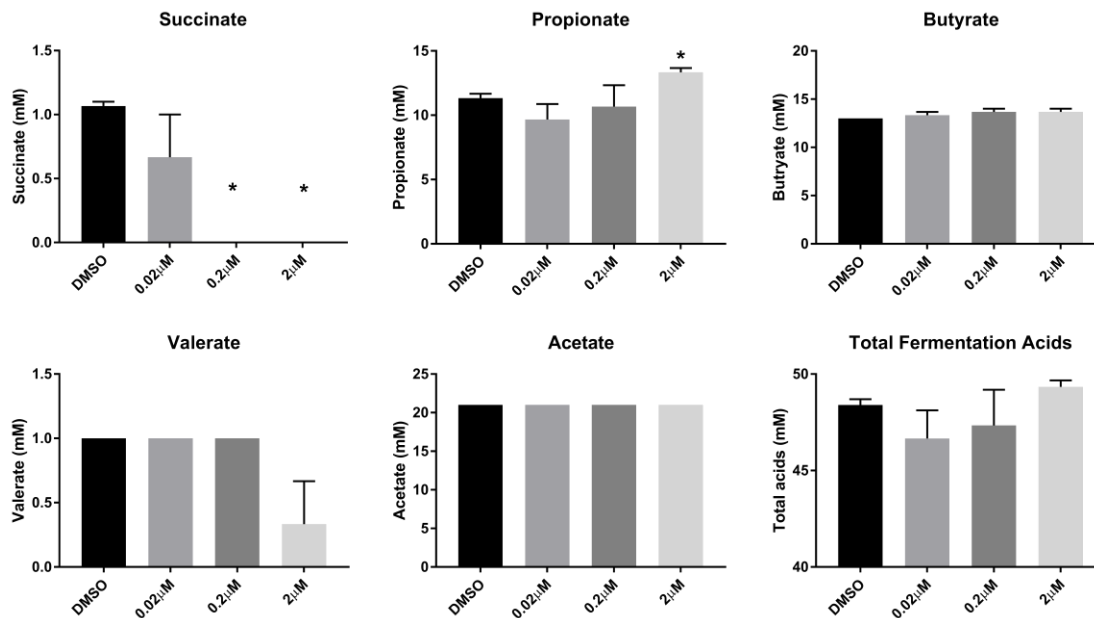 Succinate
Succinate (mM)
1.5
1.0
0.5
0.0
*
*
DMSO
0.02μM
0.2μM
2μM
Propionate
Propionate (mM)
15
10
5
0
*
DMSO
0.02μM
0.2μM
2μM
Butyrate
Butryate (mM)
20
15
10
5
0
DMSO
0.02μM
0.2μM
2μM
Valerate
Valerate (mM)
1.5
1.0
0.5
0.0
DMSO
0.02μM
0.2μM
2μM
Acetate
Acetate (mM)
25
20
15
10
5
0
DMSO
0.02μM
0.2μM
2μM
Total Fermentation Acids
Total acids (mM)
50
45
40
DMSO
0.02μM
0.2μM
2μM